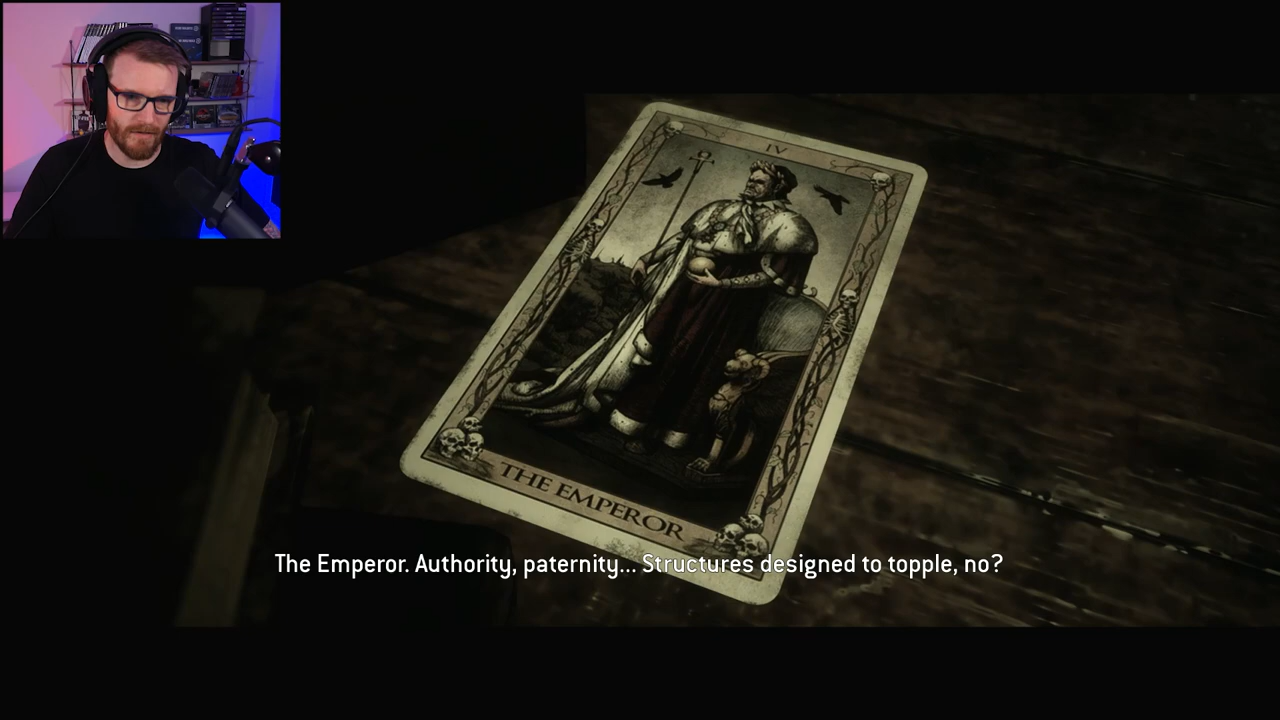 IV
THE EMPEROR
The Emperor. Authority, paternity... Structures designed to topple, no?